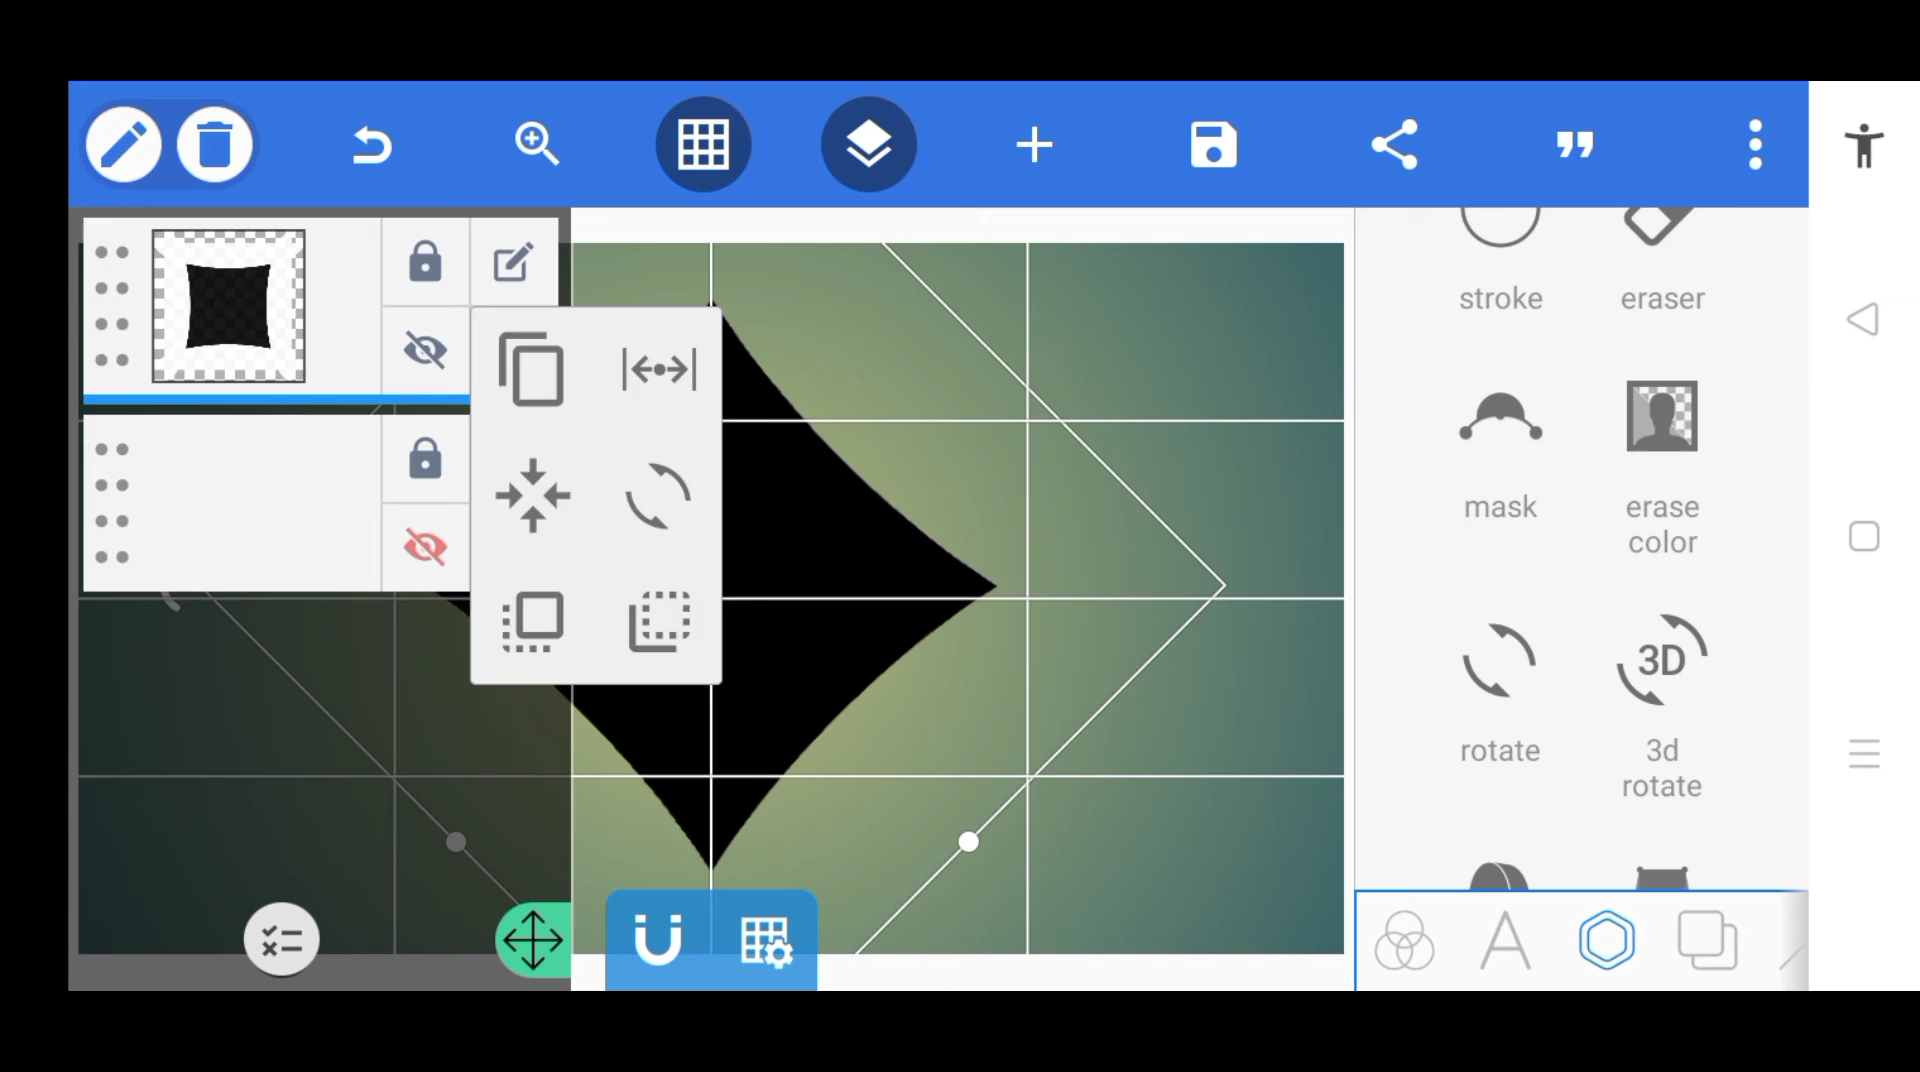 stroke
eraser
mask
erase
color
rotate
3D
3d
rotate